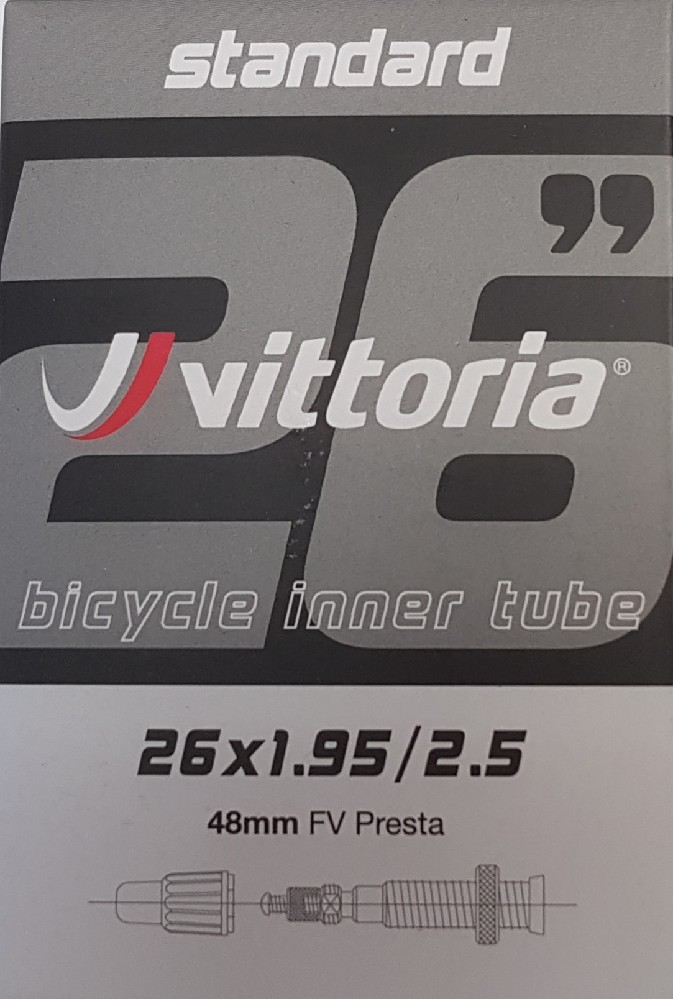 standard
26”
vittoria®
bicycle inner tube
26x1.95/2.5
48mm FV Presta